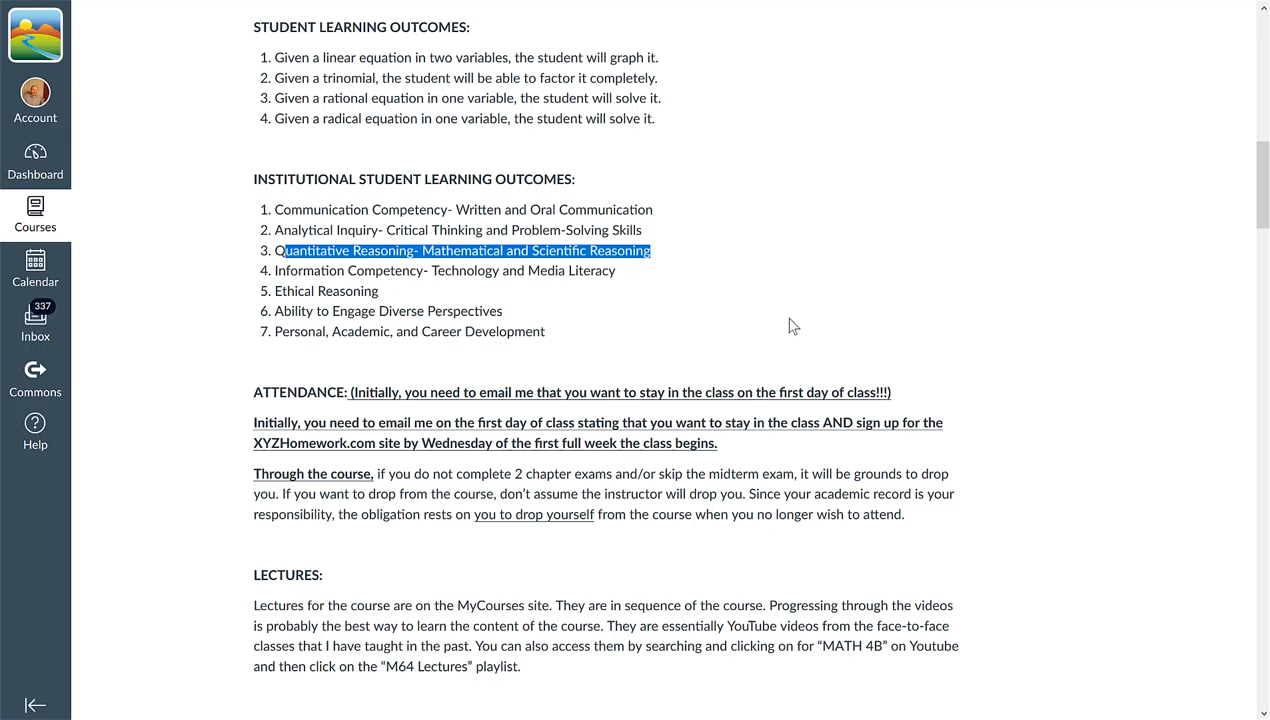 STUDENT LEARNING OUTCOMES:
1. Given a linear equation in two variables, the student will graph it.
2. Given a trinomial, the student will be able to factor it completely.
3. Given a rational equation in one variable, the student will solve it.
4. Given a radical equation in one variable, the student will solve it.
INSTITUTIONAL STUDENT LEARNING OUTCOMES:
1. Communication Competency- Written and Oral Communication
2. Analytical Inquiry- Critical Thinking and Problem-Solving Skills
3. Quantitative Reasoning- Mathematical and Scientific Reasoning
4. Information Competency- Technology and Media Literacy
5. Ethical Reasoning
6. Ability to Engage Diverse Perspectives
7. Personal, Academic, and Career Development
ATTENDANCE: (Initially, you need to email me that you want to stay in the class on the first day of class!!!)
Initially, you need to email me on the first day of class stating that you want to stay in the class AND sign up for the
XYZHomework.com site by Wednesday of the first full week the class begins.
Through the course, if you do not complete 2 chapter exams and/or skip the midterm exam, it will be grounds to drop
you. If you want to drop from the course, don't assume the instructor will drop you. Since your academic record is your
responsibility, the obligation rests on you to drop yourself from the course when you no longer wish to attend.
LECTURES:
Lectures for the course are on the MyCourses site. They are in sequence of the course. Progressing through the videos
is probably the best way to learn the content of the course. They are essentially YouTube videos from the face-to-face
classes that I have taught in the past. You can also access them by searching and clicking on for “MATH 4B” on Youtube
and then click on the “M64 Lectures” playlist.
Account
Dashboard
Courses
Calendar
337
Inbox
Commons
Help